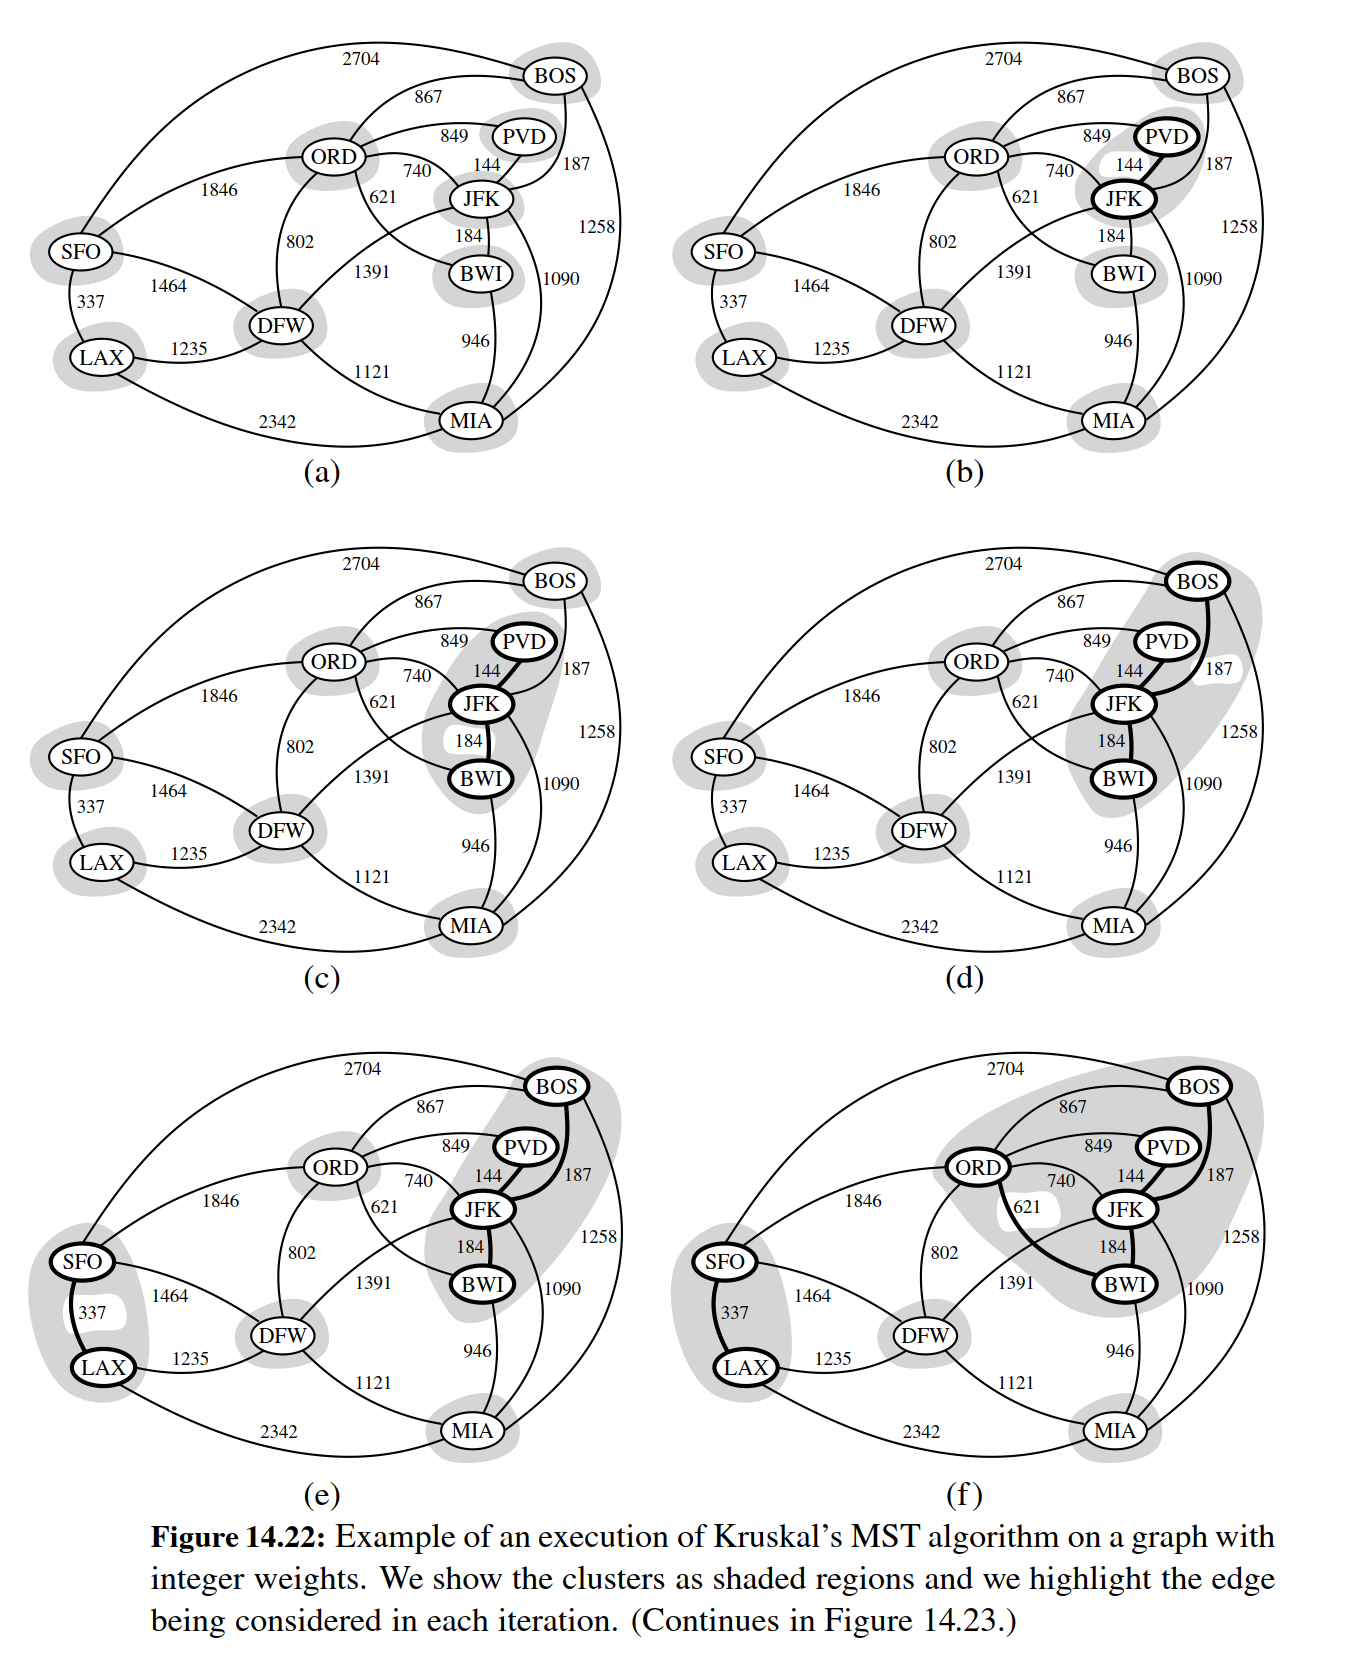 2704
BOS
867
849 PVD
ORD 740 144 187
1846 621 JFK
SFO 802 184 1258
1464 1391 BWI 1090
337 DFW
LAX 1235 946
1121
2342 MIA
(a)
2704
BOS
867
849 PVD
ORD 740 144 187
1846 621 JFK
SFO 802 184 1258
1464 1391 BWI 1090
337 DFW
LAX 1235 946
1121
2342 MIA
(b)
2704
BOS
867
849 PVD
ORD 740 144 187
1846 621 JFK
SFO 802 184 1258
1464 1391 BWI 1090
337 DFW
LAX 1235 946
1121
2342 MIA
(c)
2704
BOS
867
849 PVD
ORD 740 144 187
1846 621 JFK
SFO 802 184 1258
1464 1391 BWI 1090
337 DFW
LAX 1235 946
1121
2342 MIA
(d)
2704
BOS
867
849 PVD
ORD 740 144 187
1846 621 JFK
SFO 802 184 1258
1464 1391 BWI 1090
337 DFW
LAX 1235 946
1121
2342 MIA
(e)
2704
BOS
867
849 PVD
ORD 740 144 187
1846 621 JFK
SFO 802 184 1258
1464 1391 BWI 1090
337 DFW
LAX 1235 946
1121
2342 MIA
(f)
Figure 14.22: Example of an execution of Kruskal’s MST algorithm on a graph with
integer weights. We show the clusters as shaded regions and we highlight the edge
being considered in each iteration. (Continues in Figure 14.23.)